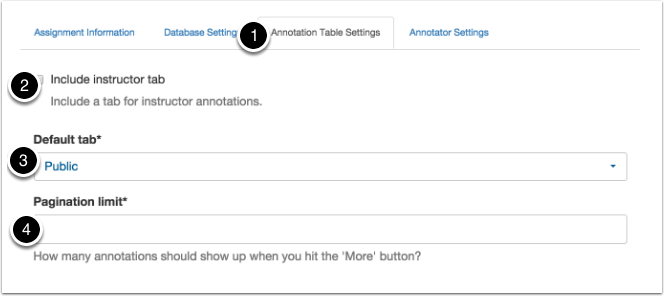 Assignment Information Database Setting 1 Annotation Table Settings Annotator Settings
2 Include instructor tab
Include a tab for instructor annotations.
Default tab*
3 Public
Pagination limit*
4
How many annotations should show up when you hit the 'More' button?